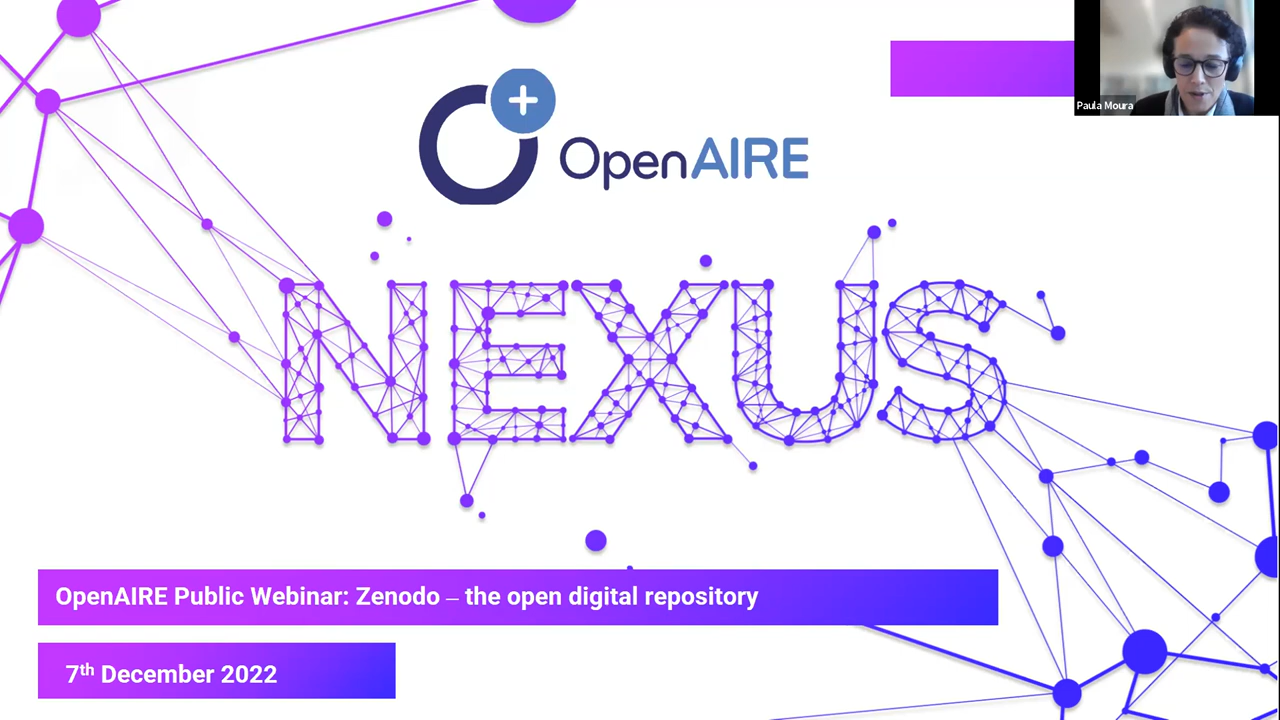 Paula Moura
OpenAIRE
NEXUS
OpenAIRE Public Webinar: Zenodo – the open digital repository
7th December 2022